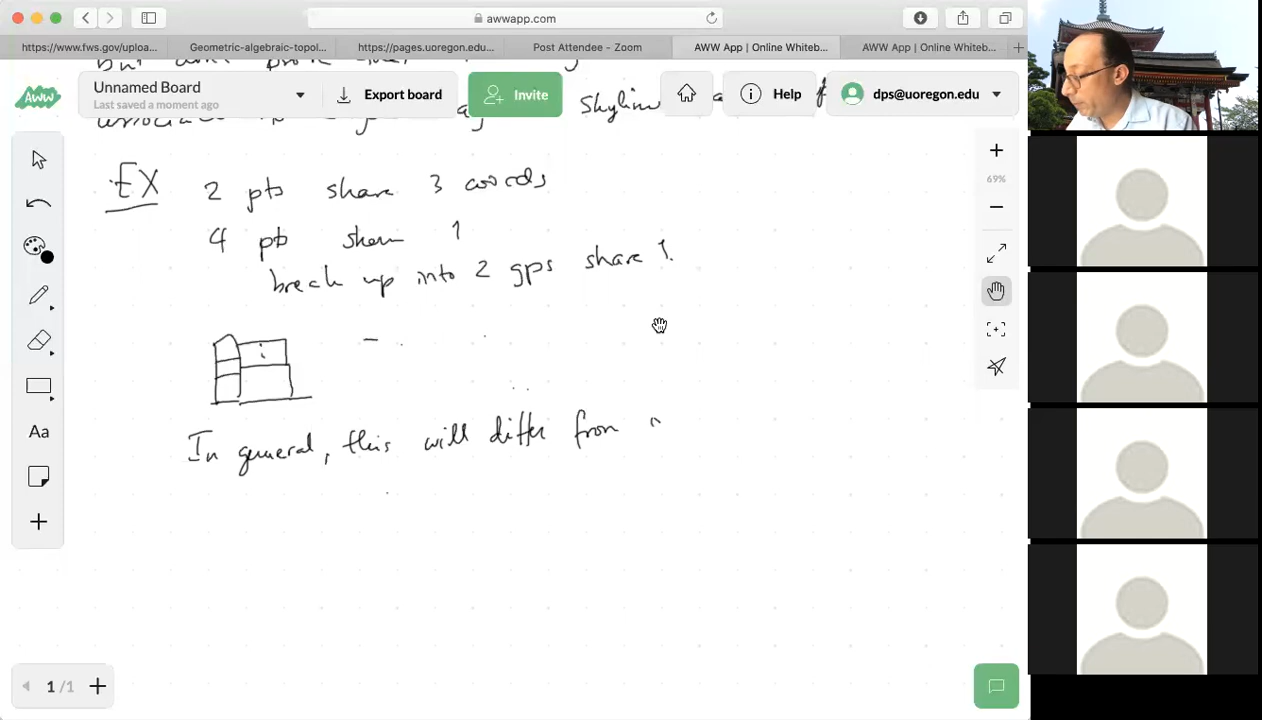 awwapp.com
https://www.fws.gov/uploa...
Geometric-algebraic-topol...
https://pages.uoregon.edu...
Post Attendee - Zoom
AWW App | Online Whiteb...
AWW App | Online Whiteb...
Unnamed Board
Last saved a moment ago
Export board
Invite
Help
dps@uoregon.edu
AWW
skyline
69%
EX 2 pts share 3 coords
4 pts share 1
break up into 2 gps share 1.
In general, this will differ from
Aa
1 /1